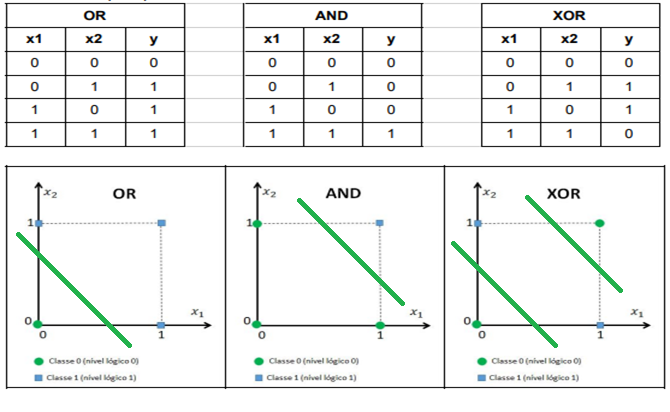 OR AND XOR
x1 x2 y x1 x2 y x1 x2 y
0 0 0 0 0 0 0 0 0
0 1 1 0 1 0 0 1 1
1 0 1 1 0 0 1 0 1
1 1 1 1 1 1 1 1 0
x₂ OR
1
x₁
0
0 1
Classe 0 (nível lógico 0)
Classe 1 (nível lógico 1)
x₂ AND
1
x₁
0
0 1
Classe 0 (nível lógico 0)
Classe 1 (nível lógico 1)
x₂ XOR
1
x₁
0
0 1
Classe 0 (nível lógico 0)
Classe 1 (nível lógico 1)